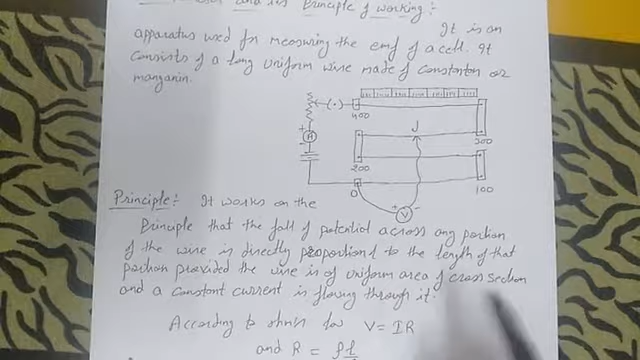 and its Principle of working :-
It is an
apparatus used for measuring the emf of a cell. It
consists of a long uniform wire made of constantan or
manganin.
400
J
300
+ A -
200
0
100
+ V -
Principle :- It works on the
Principle that the fall of potential across any portion
of the wire is directly proportional to the length of that
portion provided the wire is of uniform area of cross section
and a constant current is flowing through it.
According to ohms law V = IR
and R = ρl